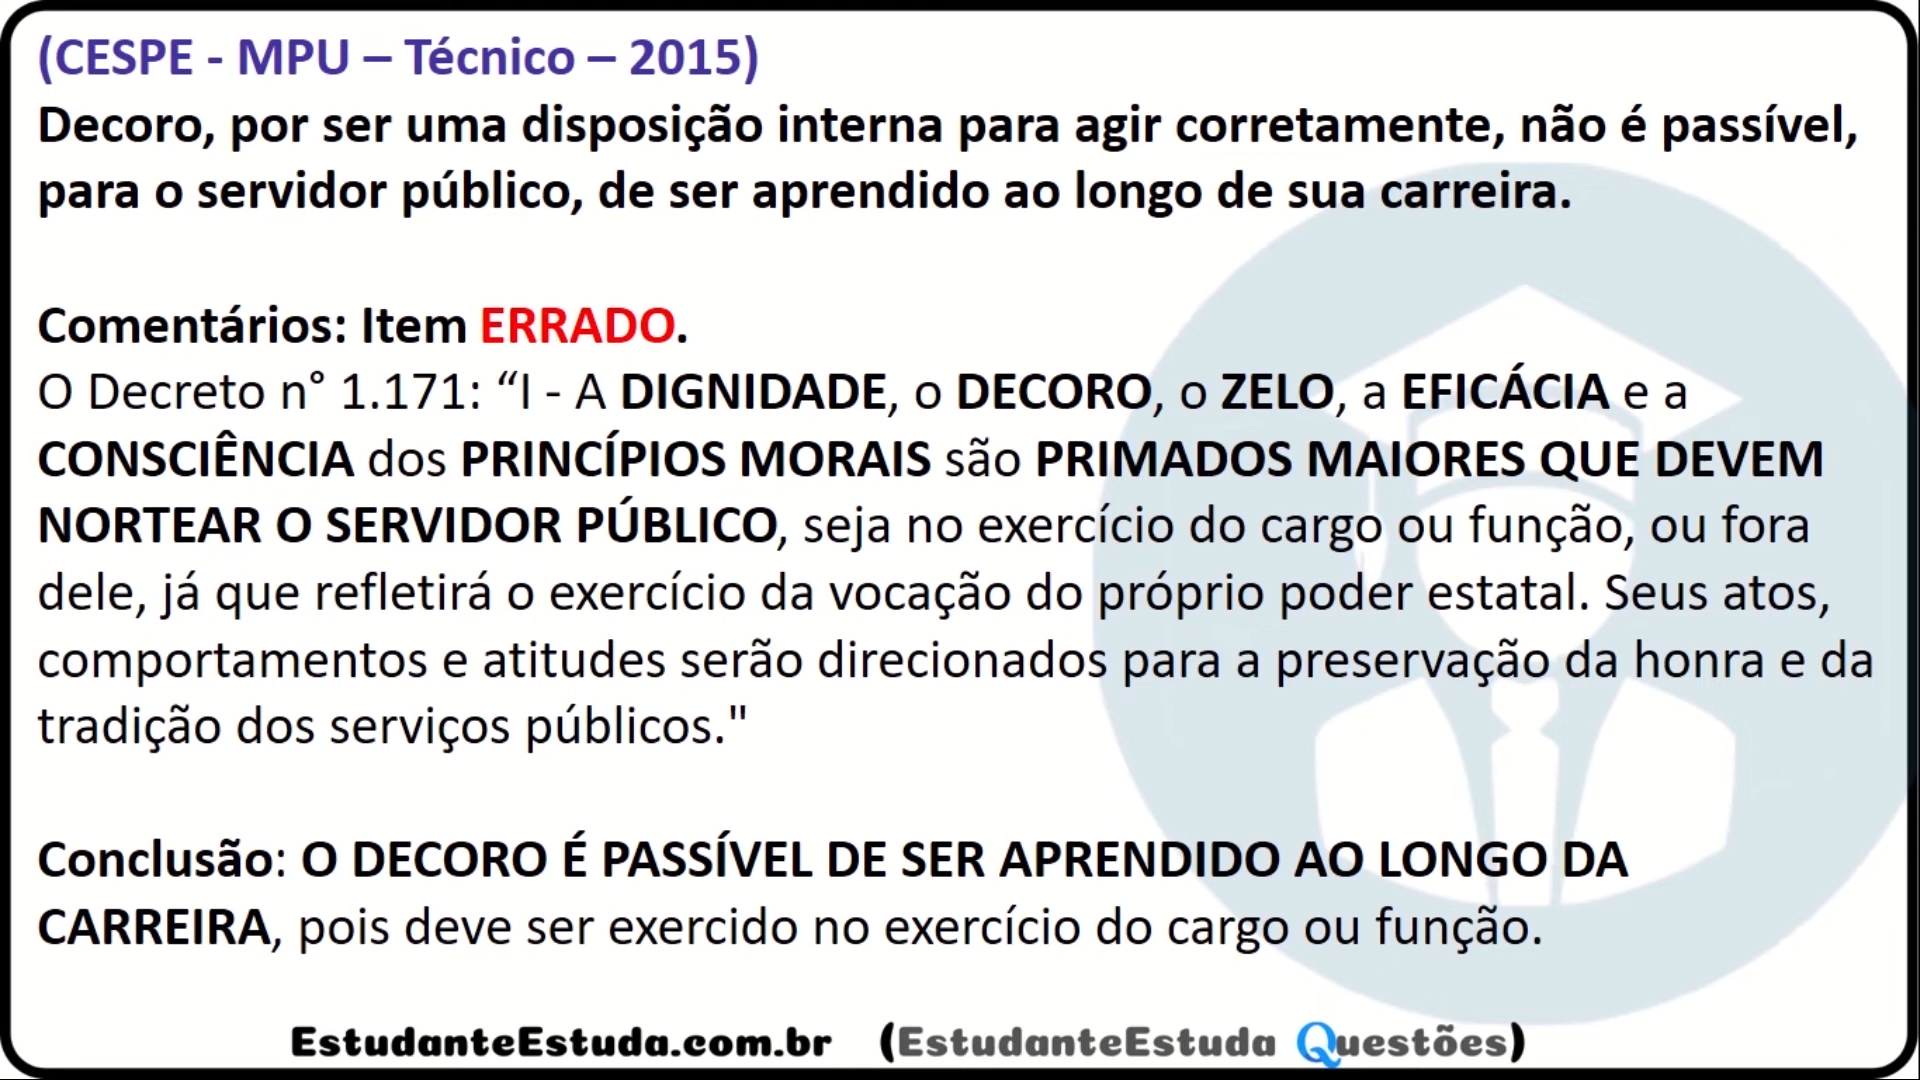 (CESPE - MPU – Técnico – 2015)
Decoro, por ser uma disposição interna para agir corretamente, não é passível,
para o servidor público, de ser aprendido ao longo de sua carreira.
Comentários: Item ERRADO.
O Decreto n° 1.171: “I - A DIGNIDADE, o DECORO, o ZELO, a EFICÁCIA e a
CONSCIÊNCIA dos PRINCÍPIOS MORAIS são PRIMADOS MAIORES QUE DEVEM
NORTEAR O SERVIDOR PÚBLICO, seja no exercício do cargo ou função, ou fora
dele, já que refletirá o exercício da vocação do próprio poder estatal. Seus atos,
comportamentos e atitudes serão direcionados para a preservação da honra e da
tradição dos serviços públicos."
Conclusão: O DECORO É PASSÍVEL DE SER APRENDIDO AO LONGO DA
CARREIRA, pois deve ser exercido no exercício do cargo ou função.
EstudanteEstuda.com.br (EstudanteEstuda Questões)